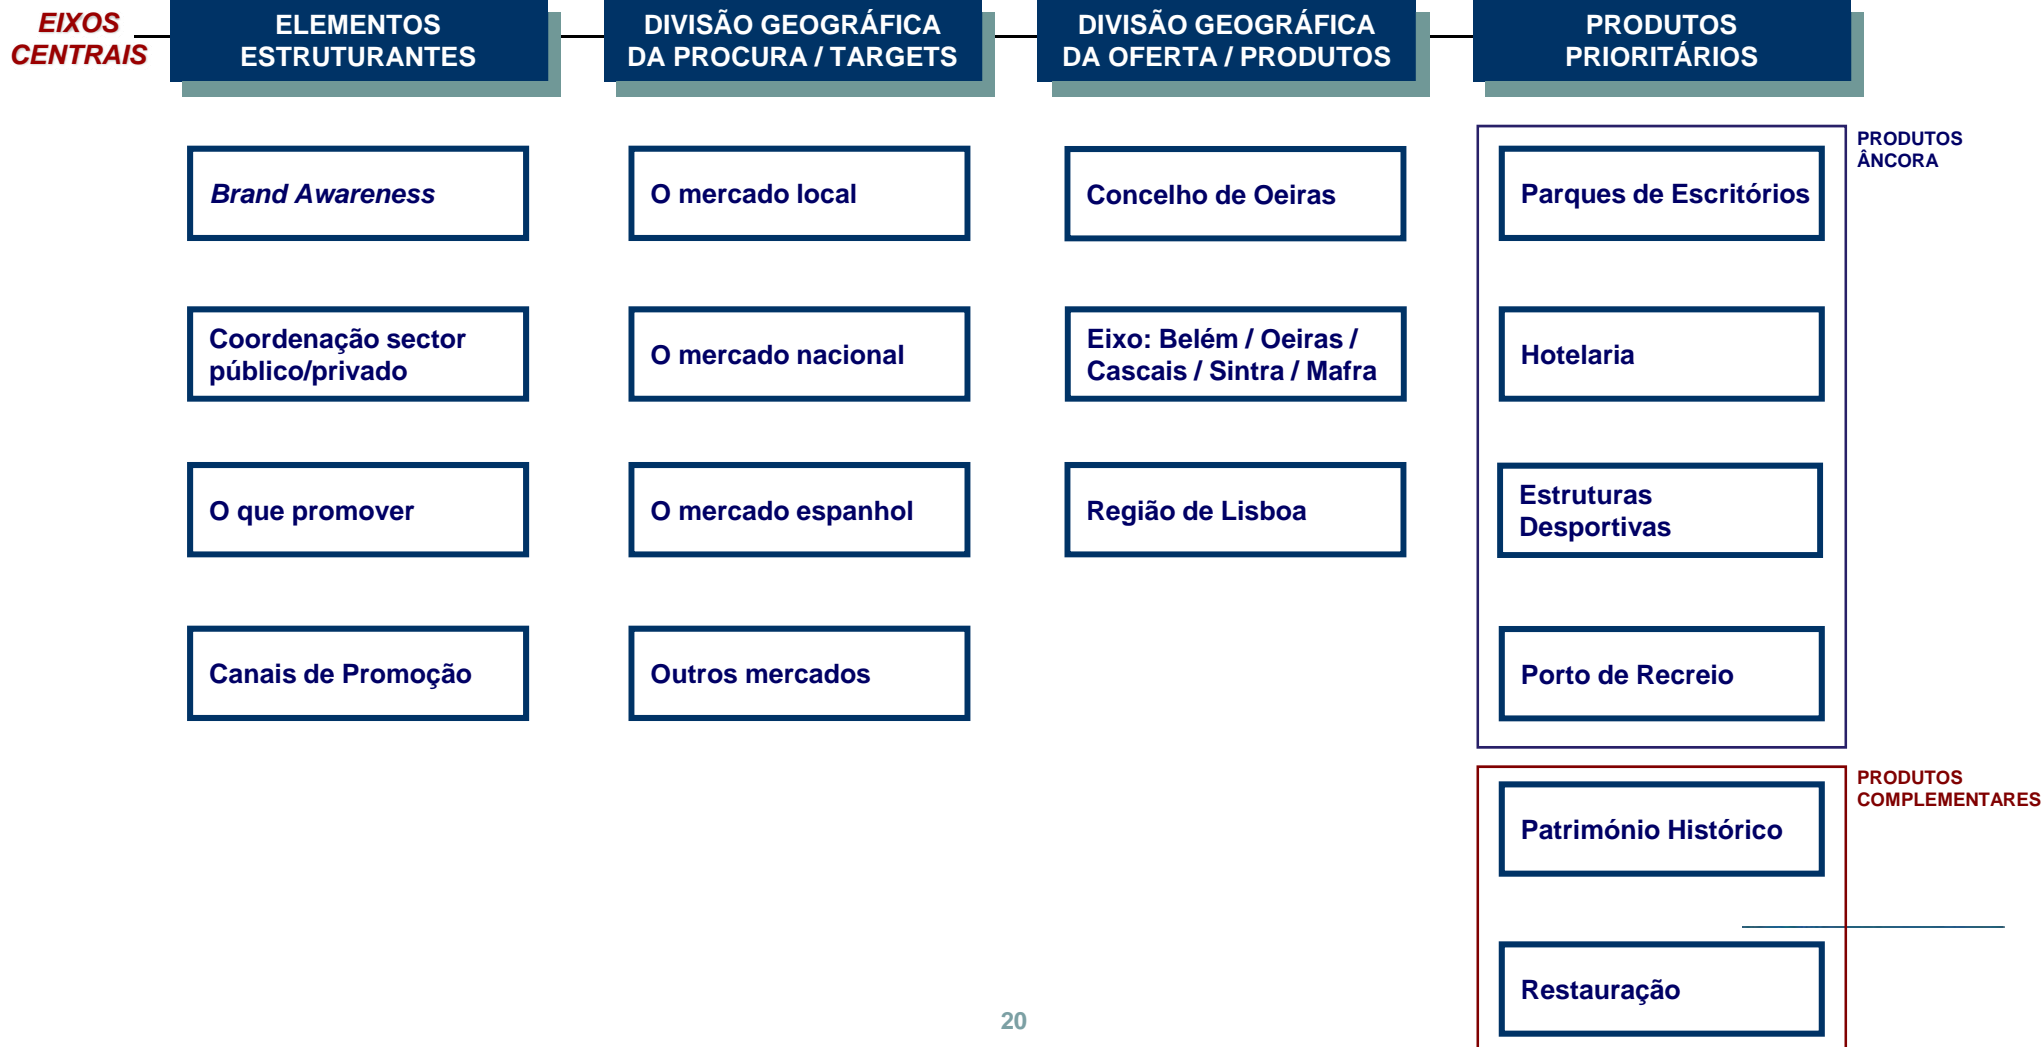 EIXOS
CENTRAIS
ELEMENTOS
ESTRUTURANTES
DIVISÃO GEOGRÁFICA
DA PROCURA / TARGETS
DIVISÃO GEOGRÁFICA
DA OFERTA / PRODUTOS
PRODUTOS
PRIORITÁRIOS
Brand Awareness
Coordenação sector
público/privado
O que promover
Canais de Promoção
O mercado local
O mercado nacional
O mercado espanhol
Outros mercados
Concelho de Oeiras
Eixo: Belém / Oeiras /
Cascais / Sintra / Mafra
Região de Lisboa
PRODUTOS
ÂNCORA
Parques de Escritórios
Hotelaria
Estruturas
Desportivas
Porto de Recreio
PRODUTOS
COMPLEMENTARES
Património Histórico
Restauração
20